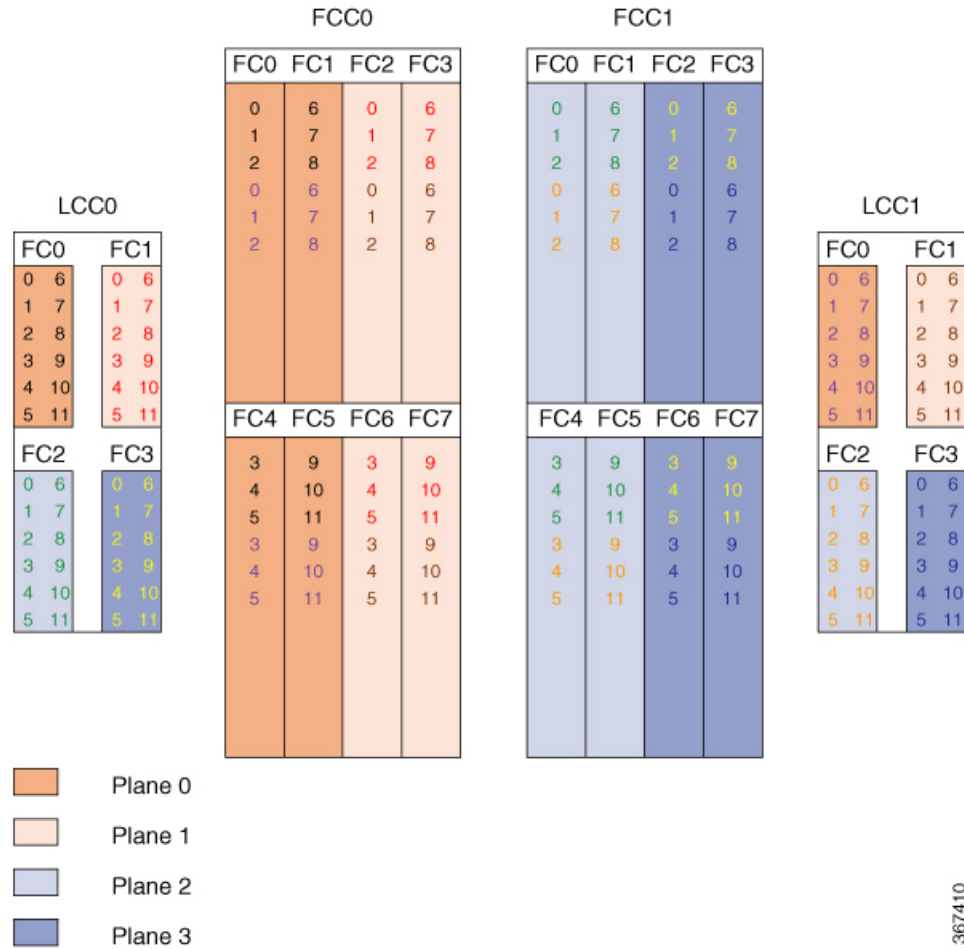 FCC0 FCC1
FC0 FC1 FC2 FC3 FC0 FC1 FC2 FC3
0 6 0 6 0 6 0 6
1 7 1 7 1 7 1 7
2 8 2 8 2 8 2 8
0 6 0 6 0 6 0 6
1 7 1 7 1 7 1 7
2 8 2 8 2 8 2 8
LCC0
FC0 FC1
0 6 0 6
1 7 1 7
2 8 2 8
3 9 3 9
4 10 4 10
5 11 5 11
FC2 FC3
0 6 0 6
1 7 1 7
2 8 2 8
3 9 3 9
4 10 4 10
5 11 5 11
LCC1
FC0 FC1
0 6 0 6
1 7 1 7
2 8 2 8
3 9 3 9
4 10 4 10
5 11 5 11
FC2 FC3
0 6 0 6
1 7 1 7
2 8 2 8
3 9 3 9
4 10 4 10
5 11 5 11
FC4 FC5 FC6 FC7 FC4 FC5 FC6 FC7
3 9 3 9 3 9 3 9
4 10 4 10 4 10 4 10
5 11 5 11 5 11 5 11
3 9 3 9 3 9 3 9
4 10 4 10 4 10 4 10
5 11 5 11 5 11 5 11
Plane 0
Plane 1
Plane 2
Plane 3
367410